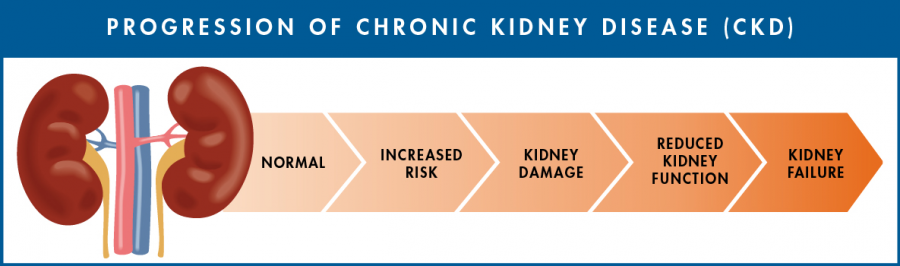 PROGRESSION OF CHRONIC KIDNEY DISEASE (CKD)
NORMAL
INCREASED
RISK
KIDNEY
DAMAGE
REDUCED
KIDNEY
FUNCTION
KIDNEY
FAILURE